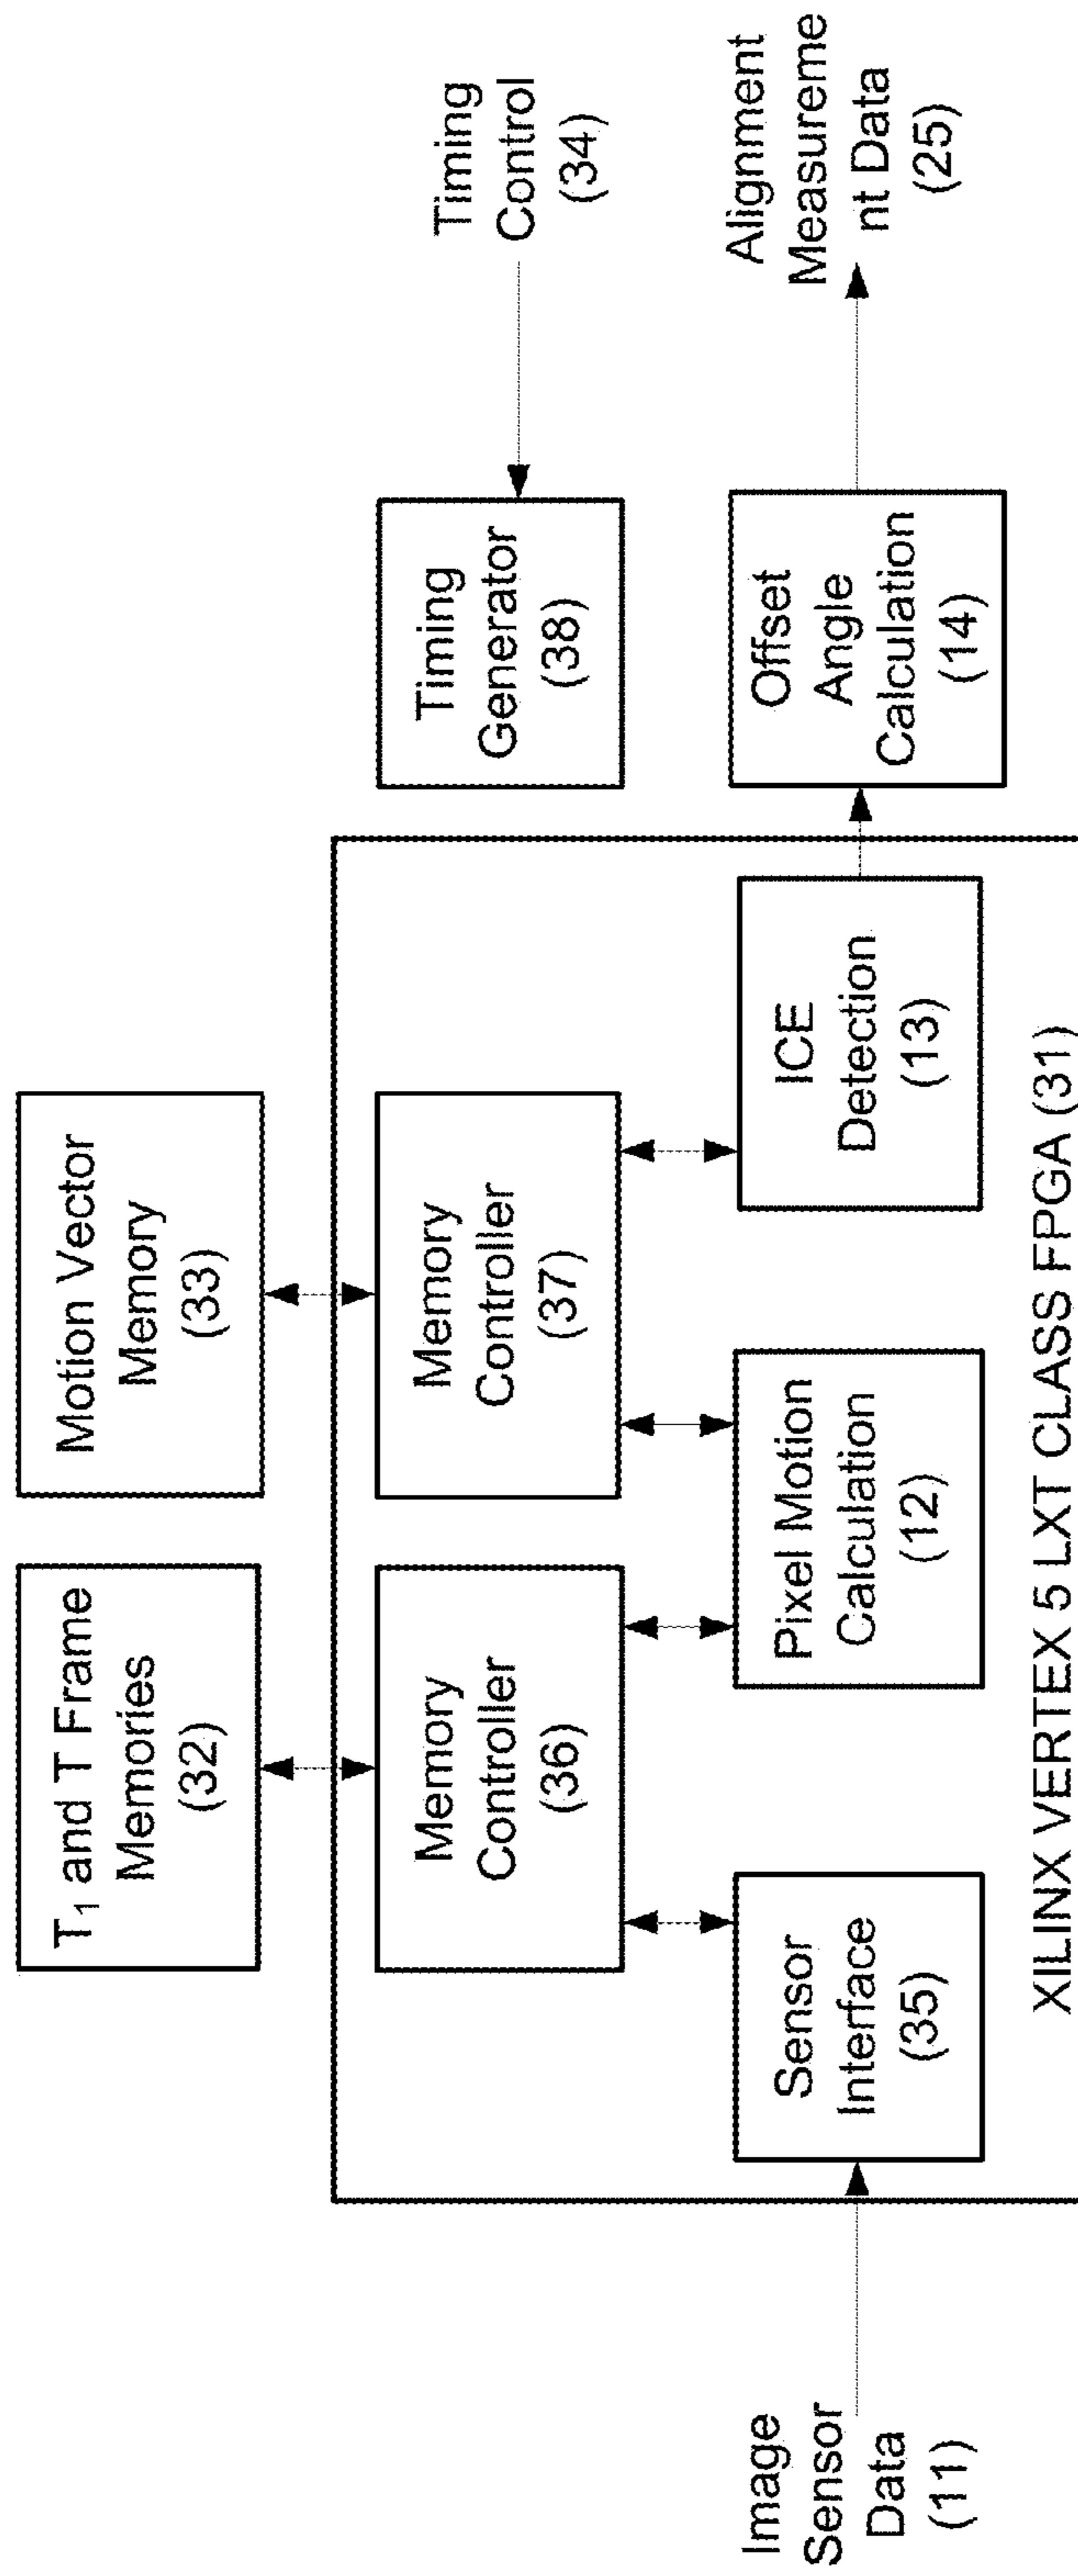 T₁ and T Frame
Memories
(32)
Motion Vector
Memory
(33)
Timing
Control
(34)
Memory
Controller
(36)
Memory
Controller
(37)
Timing
Generator
(38)
Image
Sensor
Data
(11)
Sensor
Interface
(35)
Pixel Motion
Calculation
(12)
ICE
Detection
(13)
Offset
Angle
Calculation
(14)
Alignment
Measureme
nt Data
(25)
XILINX VERTEX 5 LXT CLASS FPGA (31)